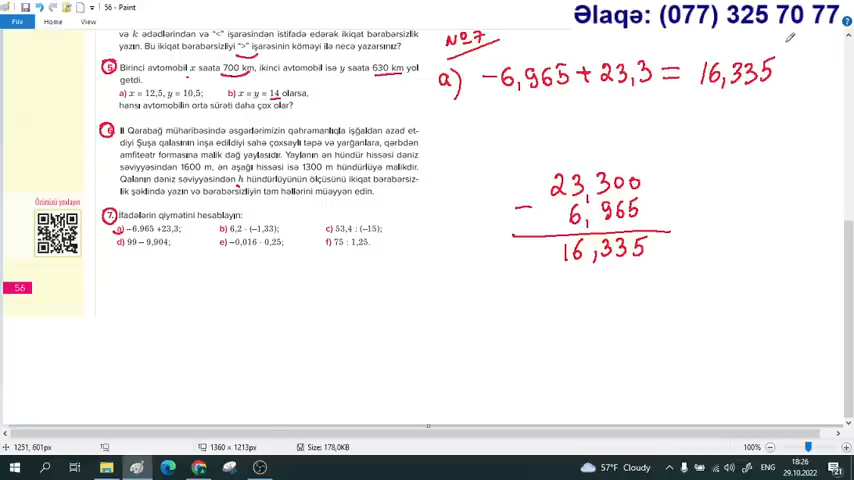 56 - Paint
Əlaqə: (077) 325 70 77
File Home View
və k ədədlərindən və "<" işarəsindən istifadə edərək ikiqat bərabərsizlik
yazın. Bu ikiqat bərabərsizliyi ">" işarəsinin köməyi ilə necə yazarsınız?
5 Birinci avtomobil x saata 700 km, ikinci avtomobil isə y saata 630 km yol
getdi.
a) x = 12,5, y = 10,5; b) x = y = 14 olarsa,
hansı avtomobilin orta sürəti daha çox olar?
6 II Qarabağ müharibəsində əsgərlərimizin qəhrəmanlıqla işğaldan azad et-
diyi Şuşa qalasının inşa edildiyi sahə çoxsaylı təpə və yarğanlara, qərbdən
amfiteatr formasına malik dağ yaylasıdır. Yaylanın ən hündür hissəsi dəniz
səviyyəsindən 1600 m, ən aşağı hissəsi isə 1300 m hündürlüyə malikdir.
Qalanın dəniz səviyyəsindən h hündürlüyünün ölçüsünü ikiqat bərabərsiz-
lik şəklində yazın və bərabərsizliyin tam həllərini müəyyən edin.
Özünüzü yoxlayın
7. İfadələrin qiymətini hesablayın:
a) −6.965 +23,3; b) 6,2 · (−1,33); c) 53,4 : (−15);
d) 99 − 9,904; e) −0,016 · 0,25; f) 75 : 1,25.
56
№7
a) −6,965 + 23,3 = 16,335
23,300
− 6,965
16,335
1251, 601px 1360 × 1213px Size: 178,0KB 100%
57°F Cloudy ENG 18:26
29.10.2022 21